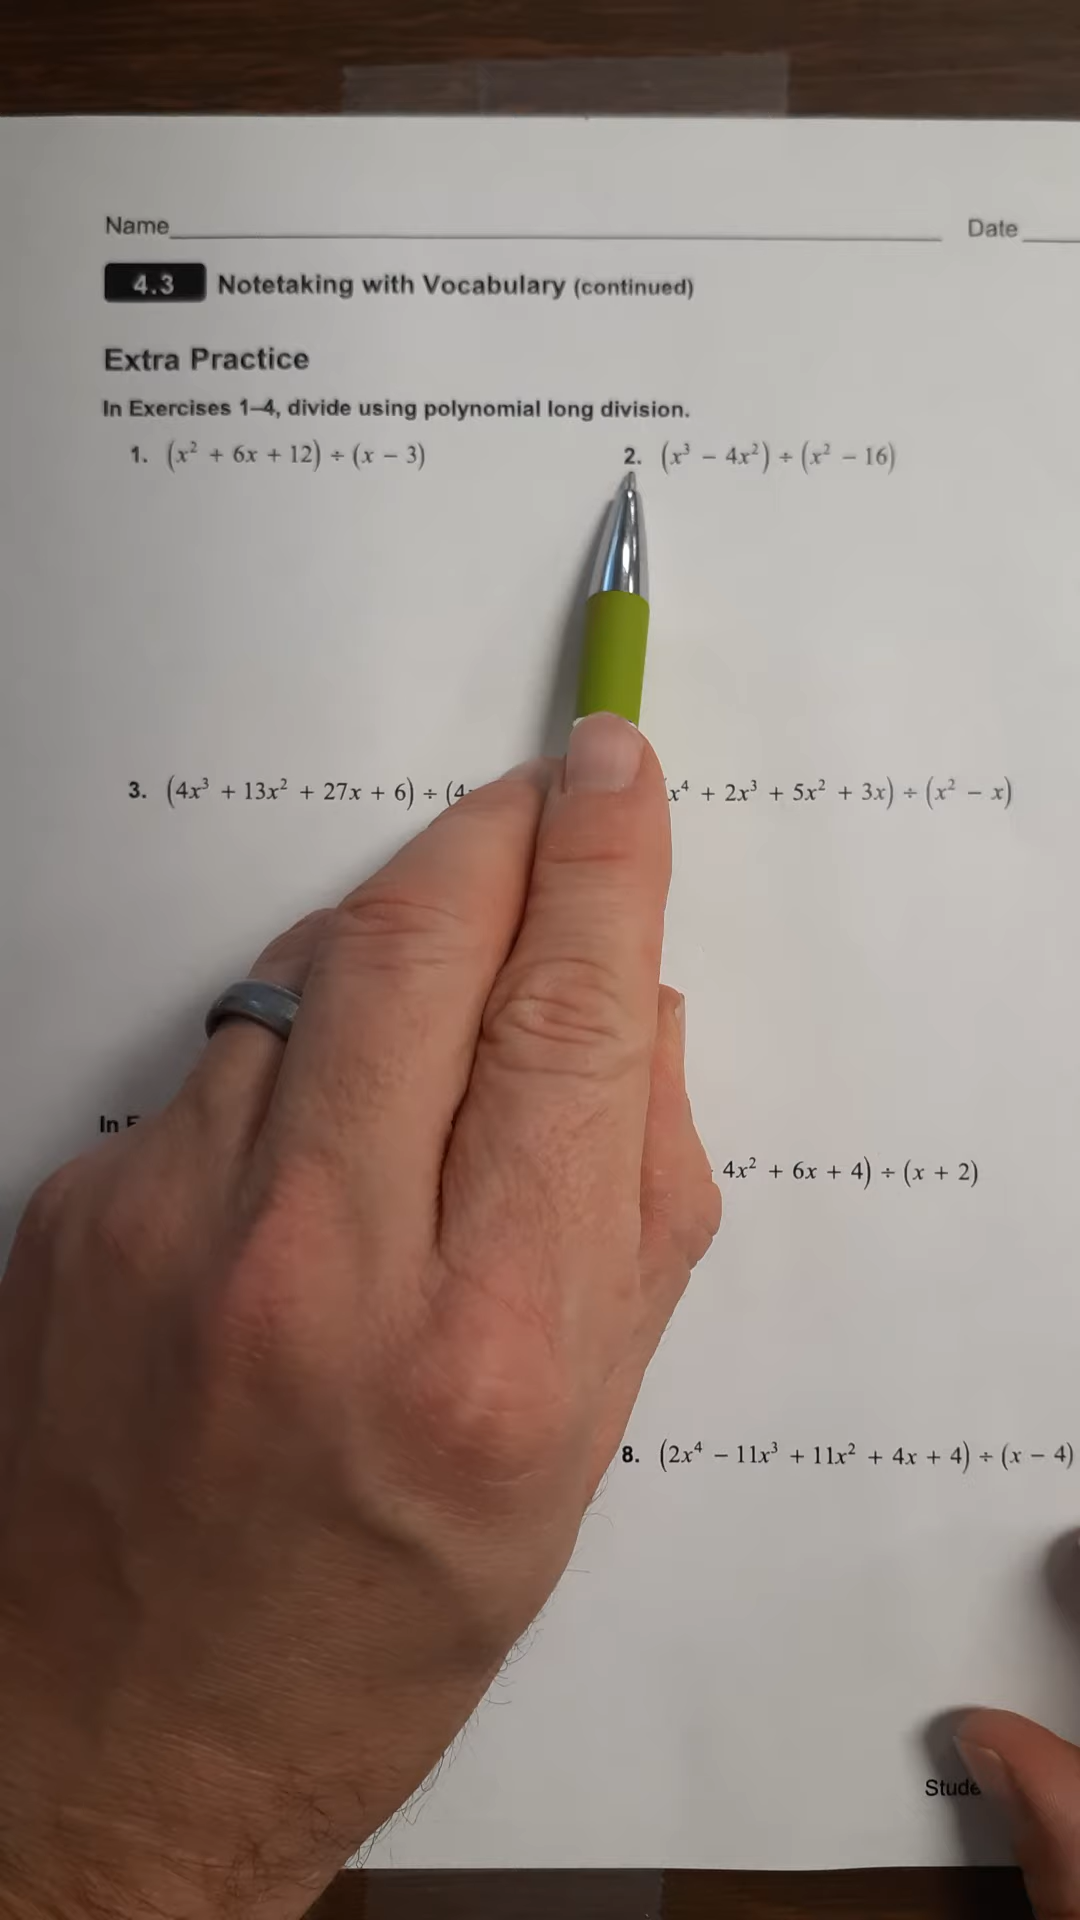 Name Date
4.3 Notetaking with Vocabulary (continued)
Extra Practice
In Exercises 1–4, divide using polynomial long division.
1. (x² + 6x + 12) ÷ (x − 3) 2. (x³ − 4x²) ÷ (x² − 16)
3. (4x³ + 13x² + 27x + 6) ÷ (4 x⁴ + 2x³ + 5x² + 3x) ÷ (x² − x)
In
4x² + 6x + 4) ÷ (x + 2)
8. (2x⁴ − 11x³ + 11x² + 4x + 4) ÷ (x − 4)